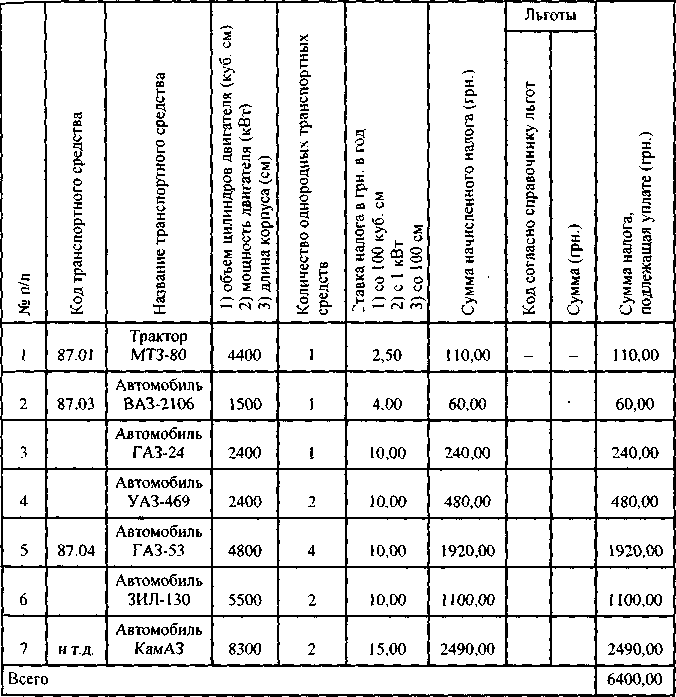 № п/п
Код транспортного средства
Название транспортного средства
1) объем цилиндров двигателя (куб. см)
2) мощность двигателя (кВт)
3) длина корпуса (см)
Количество однородных транспортных
средств
тавка налога в грн. в год
1) со 100 куб. см
2) с 1 кВт
3) со 100 см
Сумма начисленного налога (грн.)
Льготы
Код согласно справочнику льгот
Сумма (грн.)
Сумма налога,
подлежащая уплате (грн.)
1 87.01 Трактор
МТЗ-80 4400 1 2,50 110,00 – – 110,00
2 87.03 Автомобиль
ВАЗ-2106 1500 1 4.00 60,00 60,00
3 Автомобиль
ГАЗ-24 2400 1 10,00 240,00 240,00
4 Автомобиль
УАЗ-469 2400 2 10,00 480,00 480,00
5 87.04 Автомобиль
ГАЗ-53 4800 4 10,00 1920,00 1920,00
6 Автомобиль
ЗИЛ-130 5500 2 10,00 1100,00 1100,00
7 и т.д. Автомобиль
КамАЗ 8300 2 15,00 2490,00 2490,00
Всего 6400,00